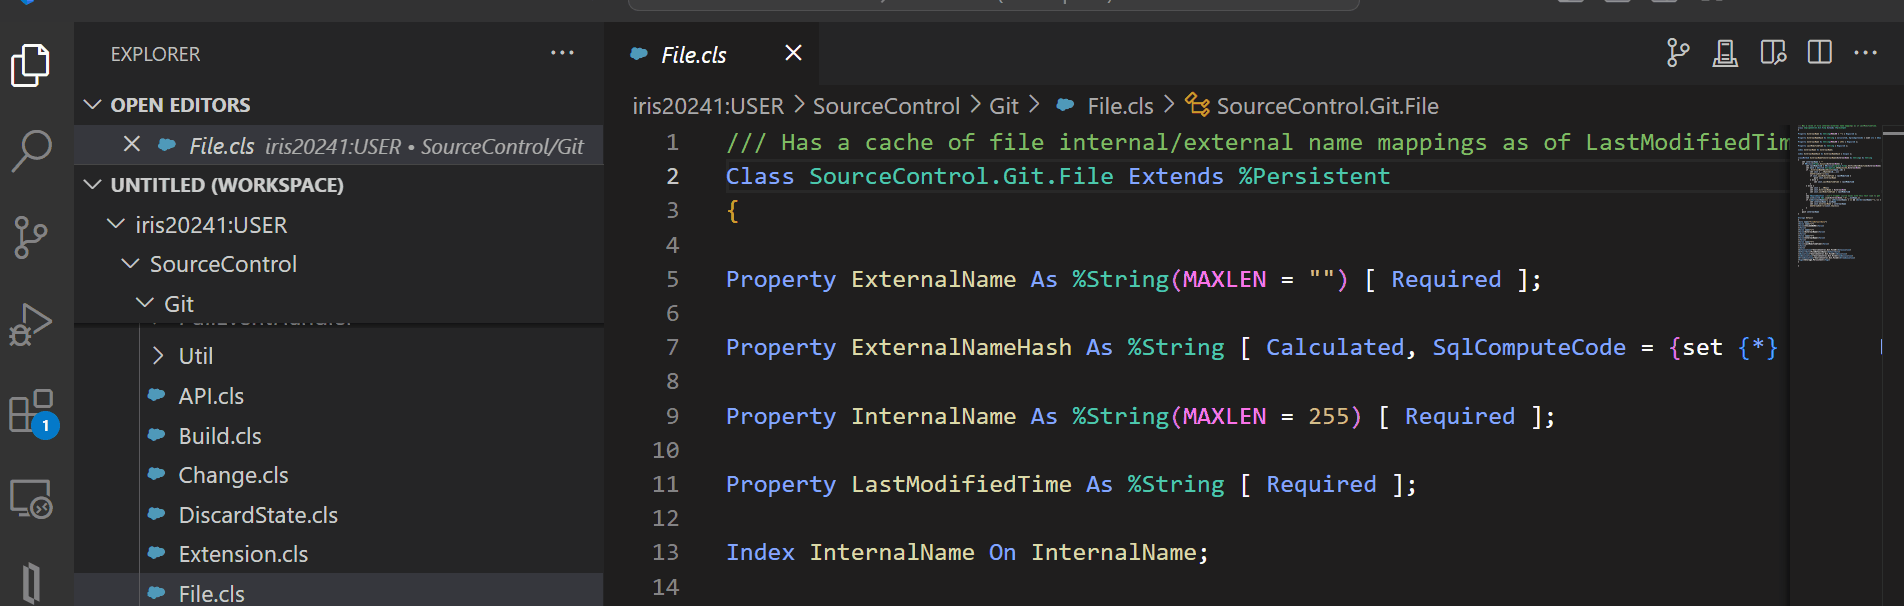 EXPLORER
OPEN EDITORS
File.cls iris20241:USER • SourceControl/Git
UNTITLED (WORKSPACE)
iris20241:USER
SourceControl
Git
Util
API.cls
Build.cls
Change.cls
DiscardState.cls
Extension.cls
File.cls
1
File.cls
iris20241:USER > SourceControl > Git > File.cls > SourceControl.Git.File
1 /// Has a cache of file internal/external name mappings as of LastModifiedTim
2 Class SourceControl.Git.File Extends %Persistent
3 {
4
5 Property ExternalName As %String(MAXLEN = "") [ Required ];
6
7 Property ExternalNameHash As %String [ Calculated, SqlComputeCode = {set {*}
8
9 Property InternalName As %String(MAXLEN = 255) [ Required ];
10
11 Property LastModifiedTime As %String [ Required ];
12
13 Index InternalName On InternalName;
14